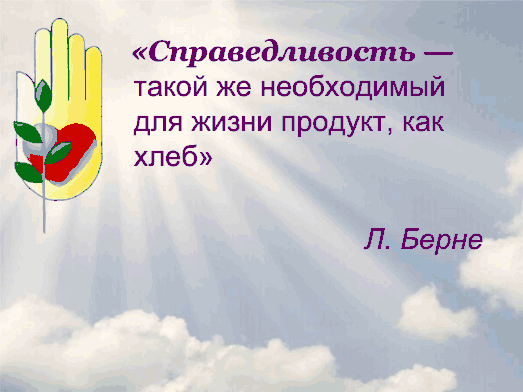 «Справедливость —
такой же необходимый
для жизни продукт, как
хлеб»
Л. Берне